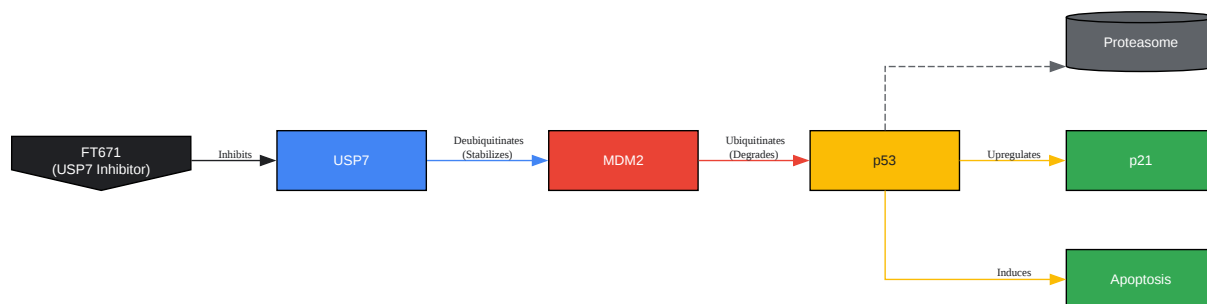 Proteasome
FT671
(USP7 Inhibitor)
Inhibits
USP7
Deubiquitinates
(Stabilizes)
MDM2
Ubiquitinates
(Degrades)
p53
Upregulates
p21
Induces
Apoptosis